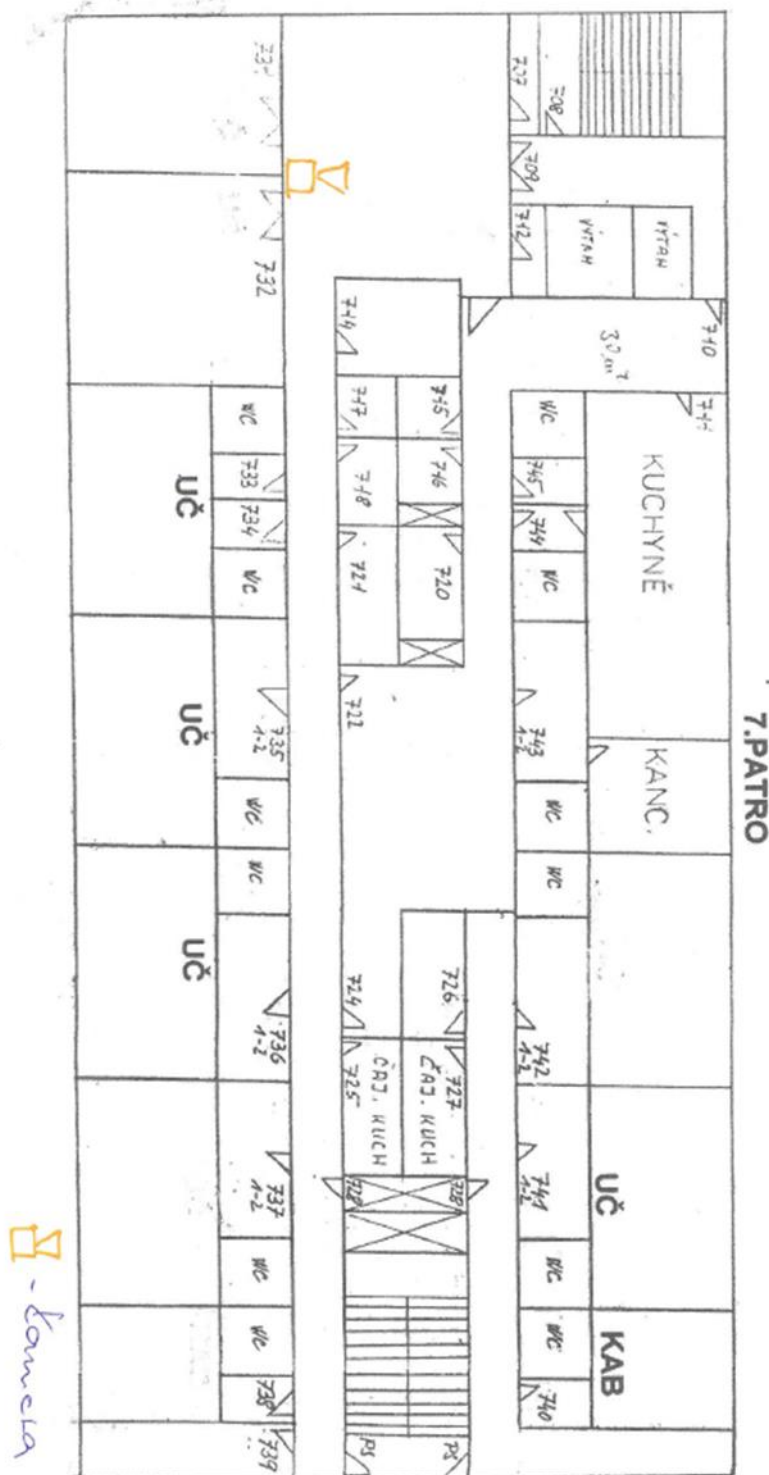 7.PATRO
707
708
709
712
VÝTAH
VÝTAH
710
30 m²
711
KUCHYNĚ
KANC.
731
732
714
717
715
718
716
721
720
722
WC
745
744
WC
743
1-2
WC
WC
742
1-2
741
1-2
UČ
WC
WC
KAB
740
WC
733
734
WC
UČ
735
1-2
UČ
WC
WC
UČ
736
1-2
737
1-2
WC
WC
738
739
724
726
725
ČAJ. KUCH
727
ČAJ. KUCH
728
PS
PS
- kamera